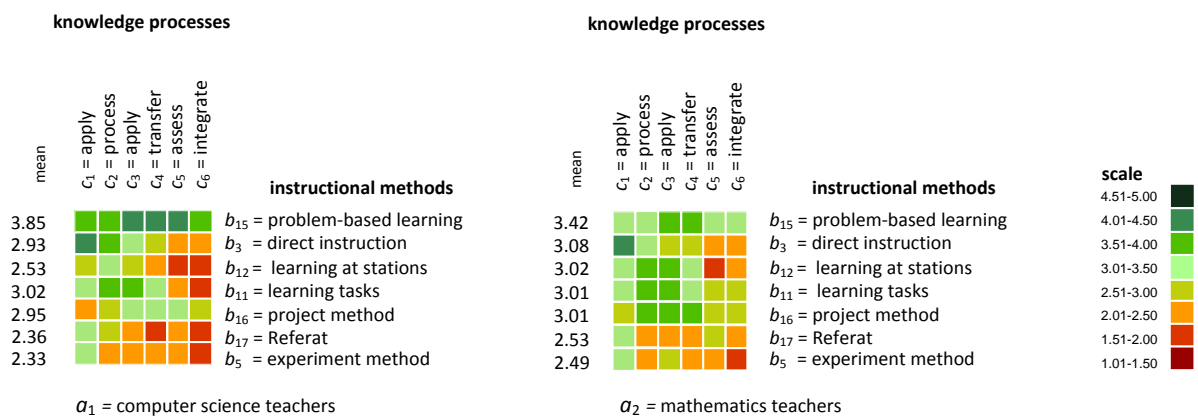 knowledge processes
mean
c1 = apply
c2 = process
c3 = apply
c4 = transfer
c5 = assess
c6 = integrate
instructional methods
3.85 b15 = problem-based learning
2.93 b3 = direct instruction
2.53 b12 = learning at stations
3.02 b11 = learning tasks
2.95 b16 = project method
2.36 b17 = Referat
2.33 b5 = experiment method
a1 = computer science teachers
knowledge processes
mean
c1 = apply
c2 = process
c3 = apply
c4 = transfer
c5 = assess
c6 = integrate
instructional methods
3.42 b15 = problem-based learning
3.08 b3 = direct instruction
3.02 b12 = learning at stations
3.01 b11 = learning tasks
3.01 b16 = project method
2.53 b17 = Referat
2.49 b5 = experiment method
a2 = mathematics teachers
scale
4.51-5.00
4.01-4.50
3.51-4.00
3.01-3.50
2.51-3.00
2.01-2.50
1.51-2.00
1.01-1.50